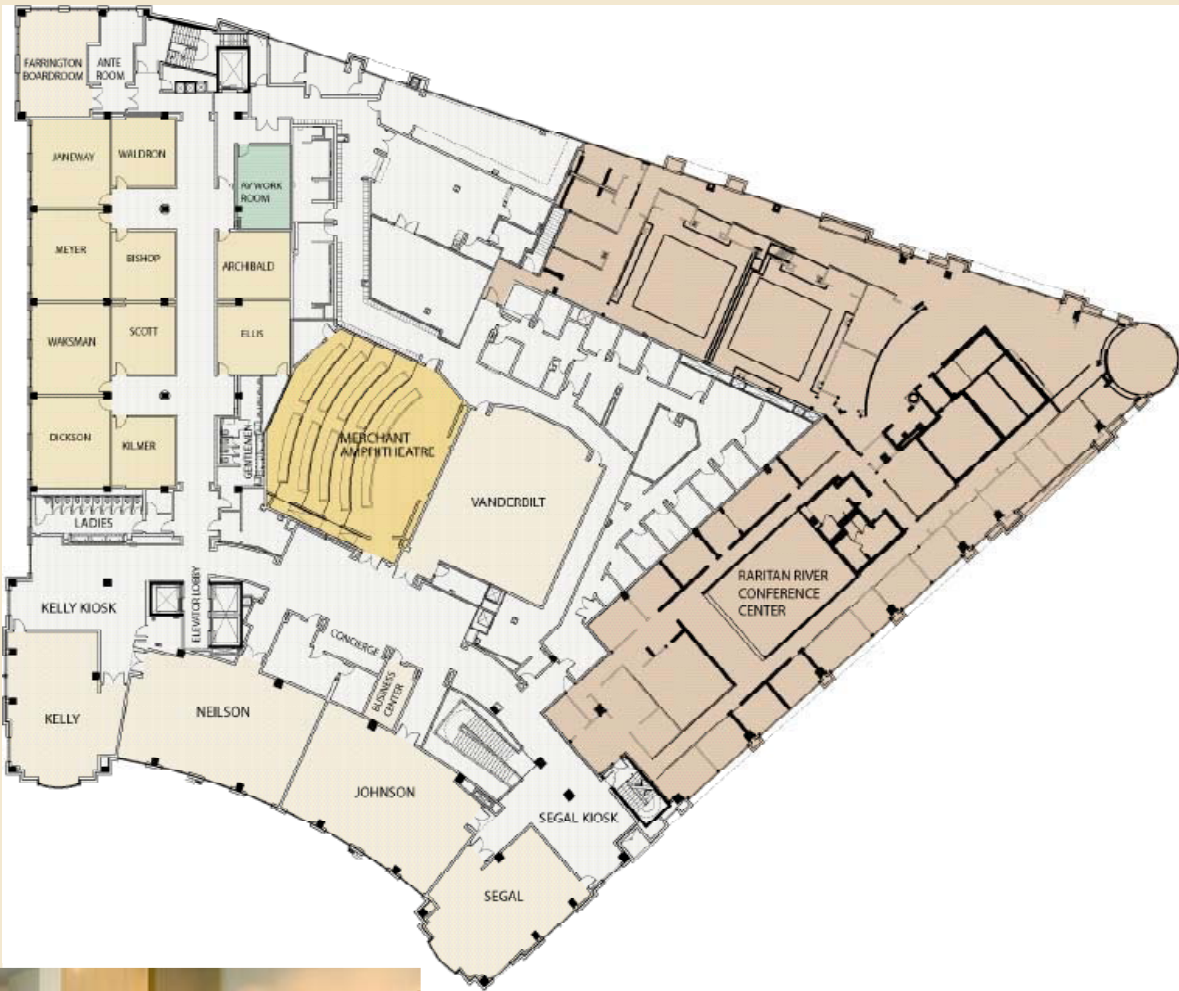 FARRINGTON
BOARDROOM
ANTE
ROOM
JANDWAY
WALDRON
AV WORK
ROOM
MEYER
BISHOP
ARCHIBALD
WAKSMAN
SCOTT
ELLIS
DICKSON
KILMER
GENTLEMEN
MERCHANT
AMPHITHEATRE
VANDERBILT
LADIES
RARITAN RIVER
CONFERENCE
CENTER
KELLY KIOSK
ELEVATOR LOBBY
CONCIERGE
BUSINESS
CENTER
KELLY
NEILSON
JOHNSON
SEGAL KIOSK
SEGAL